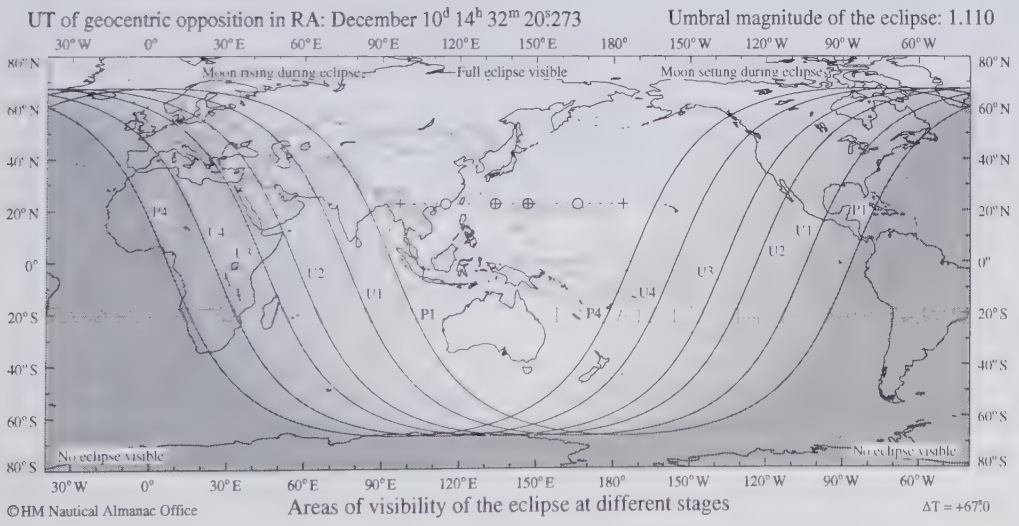 UT of geocentric opposition in RA: December 10ᵈ 14ʰ 32ᵐ 20ˢ.273 Umbral magnitude of the eclipse: 1.110
30° W 0° 30° E 60° E 90° E 120° E 150° E 180° 150° W 120° W 90° W 60° W
80° N Moon rising during eclipse Full eclipse visible Moon setting during eclipse 80° N
60° N 60° N
40° N 40° N
20° N P4 P1 20° N
U4 U3 U2 U1 U3 U2 U1
0° 0°
U4
20° S P1 P4 20° S
40° S 40° S
60° S 60° S
No eclipse visible No eclipse visible
80° S 80° S
30° W 0° 30° E 60° E 90° E 120° E 150° E 180° 150° W 120° W 90° W 60° W
©HM Nautical Almanac Office Areas of visibility of the eclipse at different stages ΔT = +67ˢ.0